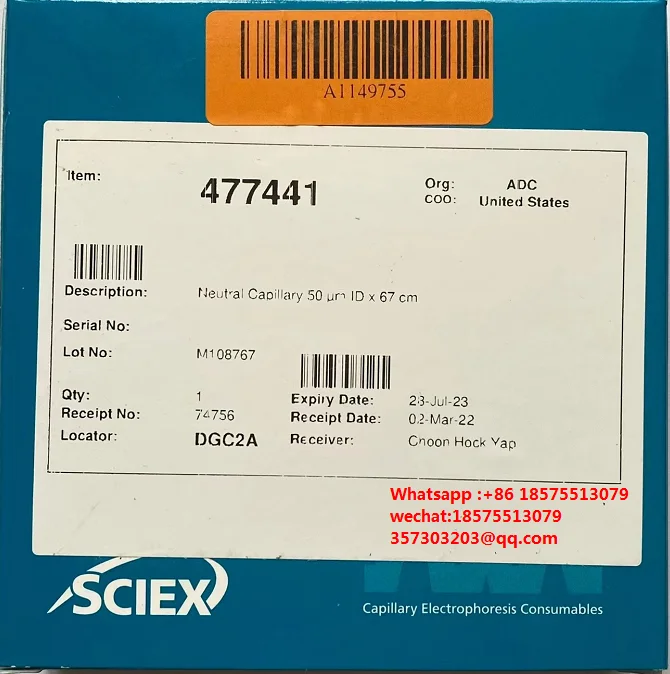 A1149755
Item: 477441 Org: ADC
COO: United States
Description: Neutral Capillary 50 µm ID x 67 cm
Serial No:
Lot No: M108767
Qty: 1 Expiry Date: 28-Jul-23
Receipt No: 74756 Receipt Date: 02-Mar-22
Locator: DGC2A Receiver: Choon Hock Yap
Whatsapp :+86 18575513079
wechat:18575513079
357303203@qq.com
SCIEX
Capillary Electrophoresis Consumables